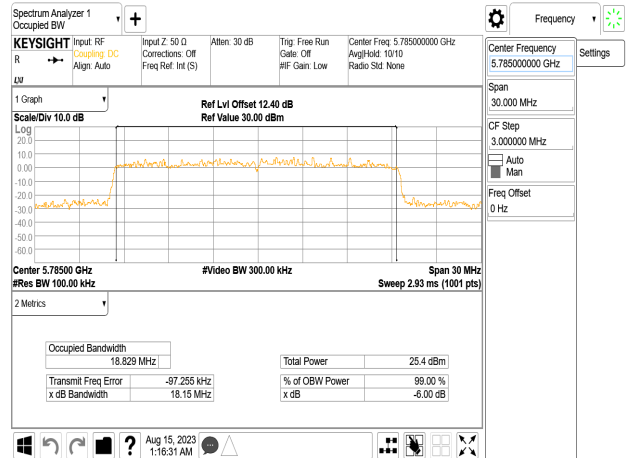 Spectrum Analyzer 1
Occupied BW
Frequency
KEYSIGHT
R
Input: RF
Coupling: DC
Align: Auto
Input Z: 50 Ω
Corrections: Off
Freq Ref: Int (S)
Atten: 30 dB
Trig: Free Run
Gate: Off
#IF Gain: Low
Center Freq: 5.785000000 GHz
Avg|Hold: 10/10
Radio Std: None
Center Frequency
5.785000000 GHz
Settings
Span
30.000 MHz
CF Step
3.000000 MHz
Auto
Man
Freq Offset
0 Hz
1 Graph
Scale/Div 10.0 dB
Ref Lvl Offset 12.40 dB
Ref Value 30.00 dBm
Log
20.0
10.0
0.00
-10.0
-20.0
-30.0
-40.0
-50.0
-60.0
Center 5.78500 GHz
#Video BW 300.00 kHz
Span 30 MHz
#Res BW 100.00 kHz
Sweep 2.93 ms (1001 pts)
2 Metrics
Occupied Bandwidth
18.829 MHz
Total Power 25.4 dBm
Transmit Freq Error -97.255 kHz
% of OBW Power 99.00 %
x dB Bandwidth 18.15 MHz
x dB -6.00 dB
?
Aug 15, 2023
1:16:31 AM